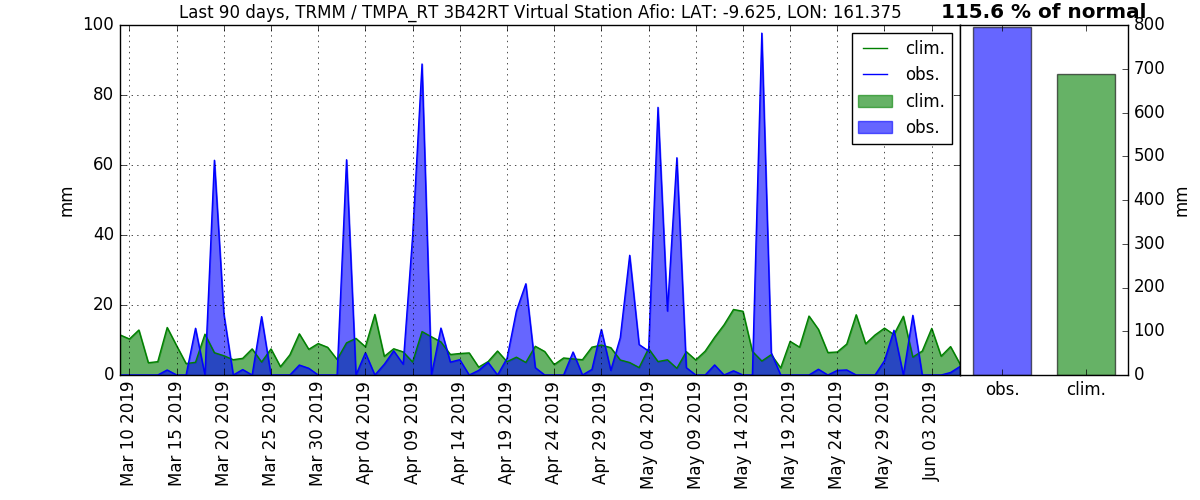 Last 90 days, TRMM / TMPA_RT 3B42RT Virtual Station Afio: LAT: -9.625, LON: 161.375
115.6 % of normal
100
80
60
40
20
0
mm
clim.
obs.
clim.
obs.
800
700
600
500
400
300
200
100
0
mm
Mar 10 2019
Mar 15 2019
Mar 20 2019
Mar 25 2019
Mar 30 2019
Apr 04 2019
Apr 09 2019
Apr 14 2019
Apr 19 2019
Apr 24 2019
Apr 29 2019
May 04 2019
May 09 2019
May 14 2019
May 19 2019
May 24 2019
May 29 2019
Jun 03 2019
obs.
clim.